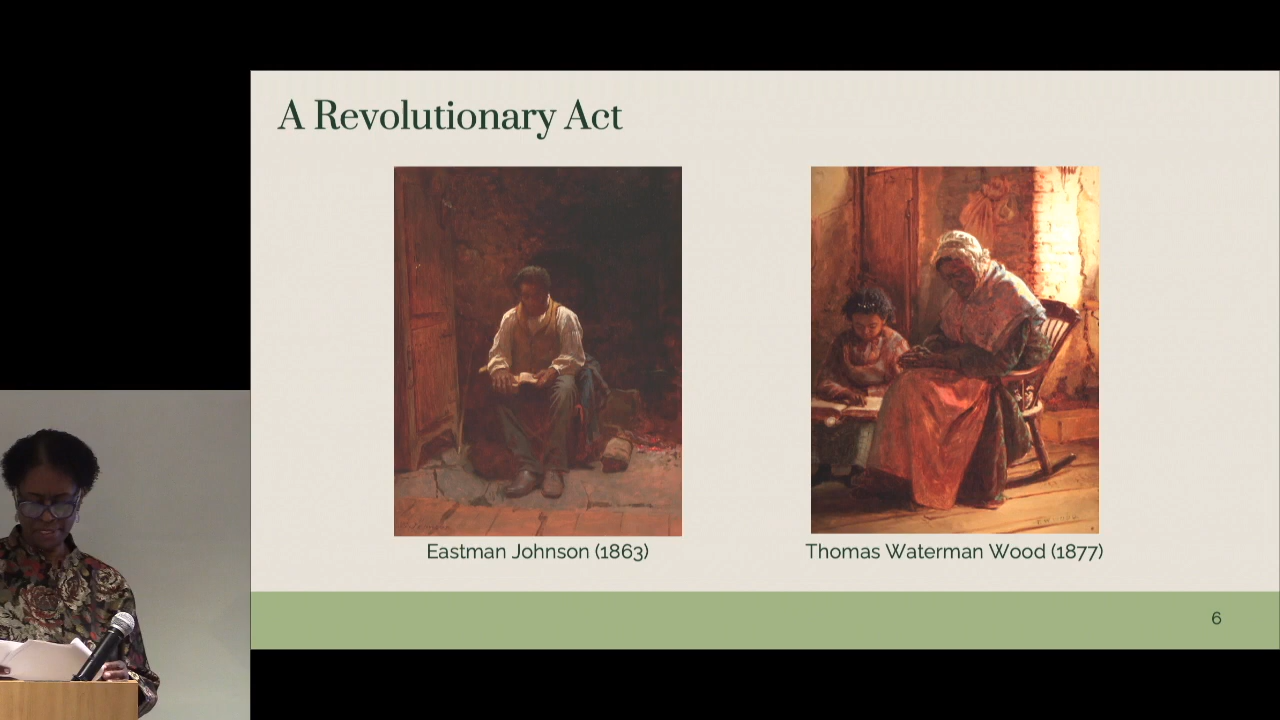 A Revolutionary Act
Eastman Johnson (1863)
Thomas Waterman Wood (1877)
6